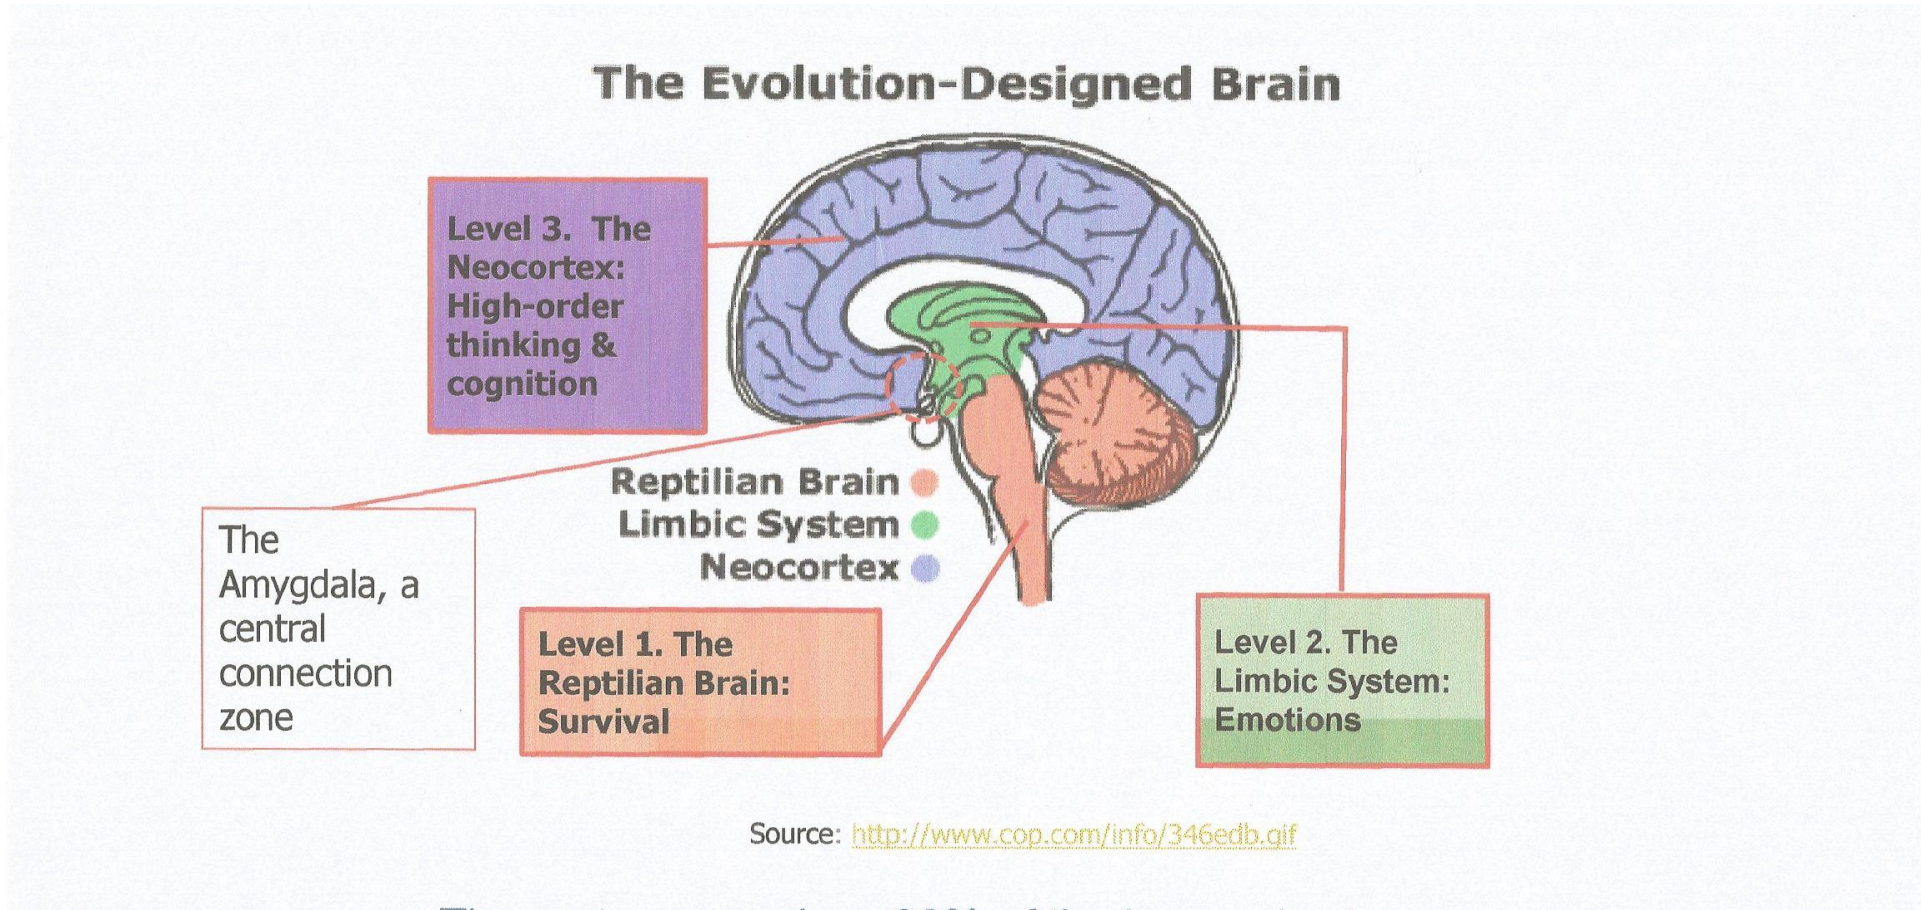 The Evolution-Designed Brain
Level 3. The
Neocortex:
High-order
thinking &
cognition
Reptilian Brain
Limbic System
Neocortex
The
Amygdala, a
central
connection
zone
Level 1. The
Reptilian Brain:
Survival
Level 2. The
Limbic System:
Emotions
Source: http://www.cop.com/info/346edb.gif